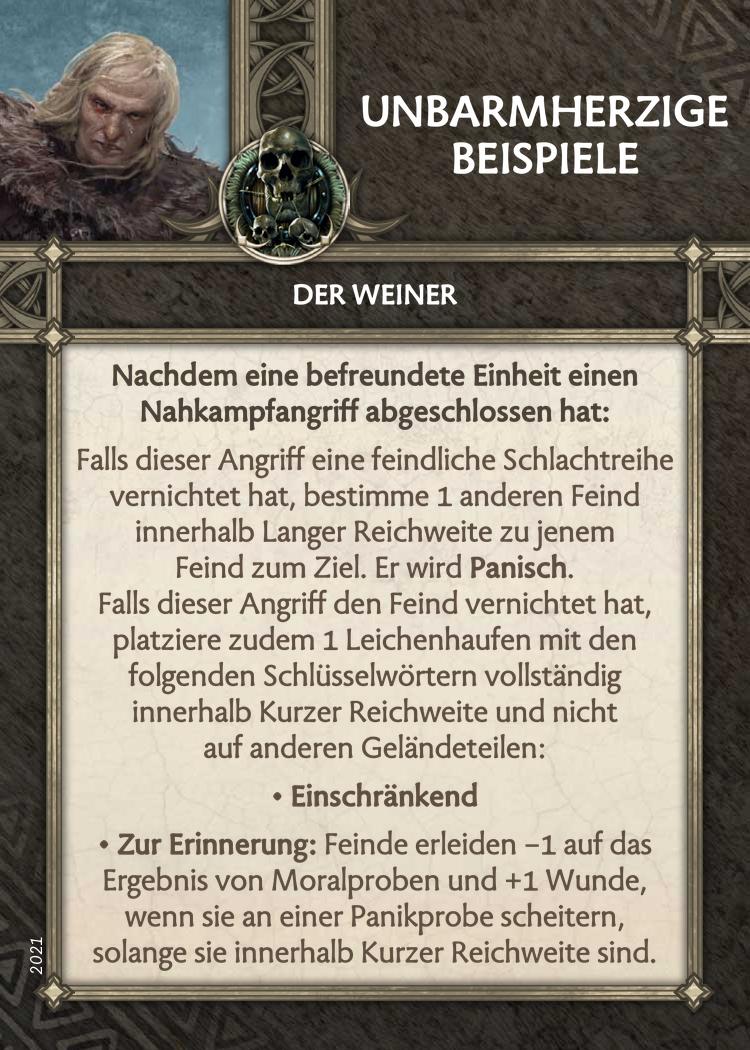 UNBARMHERZIGE
BEISPIELE
DER WEINER
Nachdem eine befreundete Einheit einen
Nahkampfangriff abgeschlossen hat:
Falls dieser Angriff eine feindliche Schlachtreihe
vernichtet hat, bestimme 1 anderen Feind
innerhalb Langer Reichweite zu jenem
Feind zum Ziel. Er wird Panisch.
Falls dieser Angriff den Feind vernichtet hat,
platziere zudem 1 Leichenhaufen mit den
folgenden Schlüsselwörtern vollständig
innerhalb Kurzer Reichweite und nicht
auf anderen Geländeteilen:
• Einschränkend
• Zur Erinnerung: Feinde erleiden –1 auf das
Ergebnis von Moralproben und +1 Wunde,
wenn sie an einer Panikprobe scheitern,
solange sie innerhalb Kurzer Reichweite sind.
2021